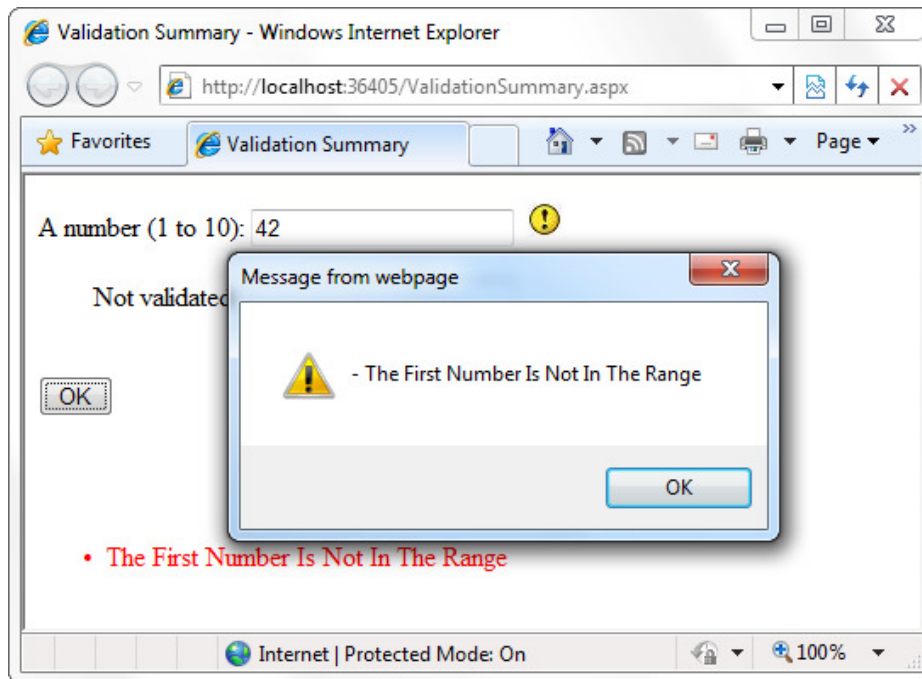 Validation Summary - Windows Internet Explorer
http://localhost:36405/ValidationSummary.aspx
Favorites Validation Summary Page
A number (1 to 10): 42
Message from webpage
Not validated
- The First Number Is Not In The Range
OK
OK
• The First Number Is Not In The Range
Internet | Protected Mode: On 100%